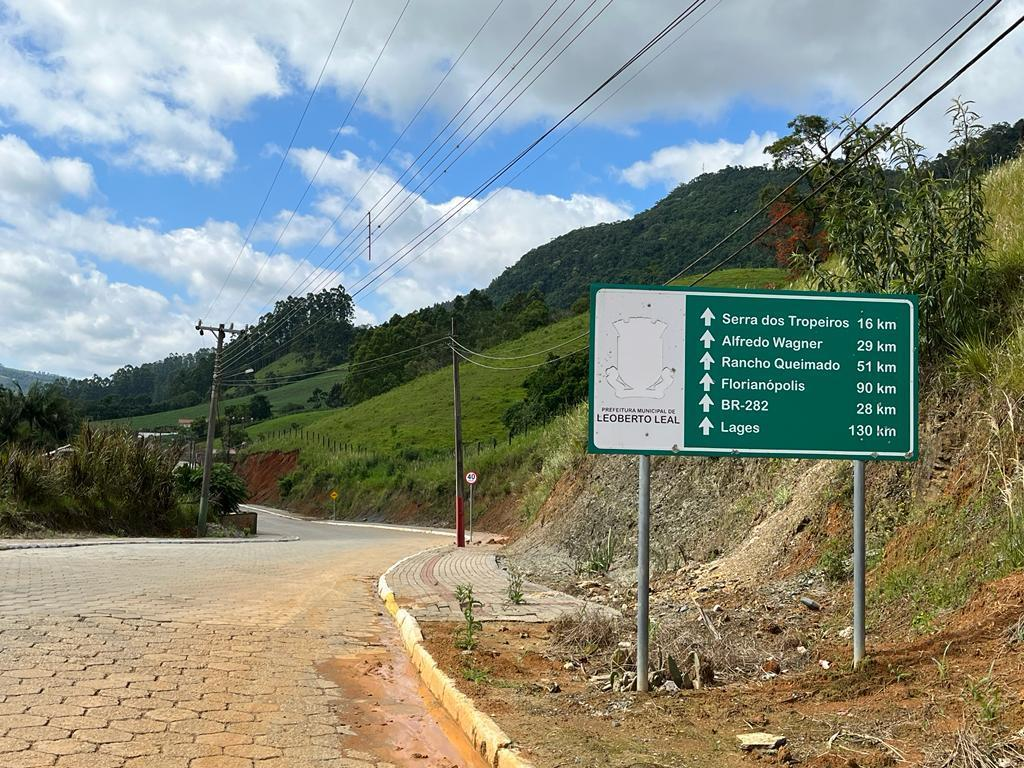 40
PREFEITURA MUNICIPAL DE
LEOBERTO LEAL
Serra dos Tropeiros 16 km
Alfredo Wagner 29 km
Rancho Queimado 51 km
Florianópolis 90 km
BR-282 28 km
Lages 130 km